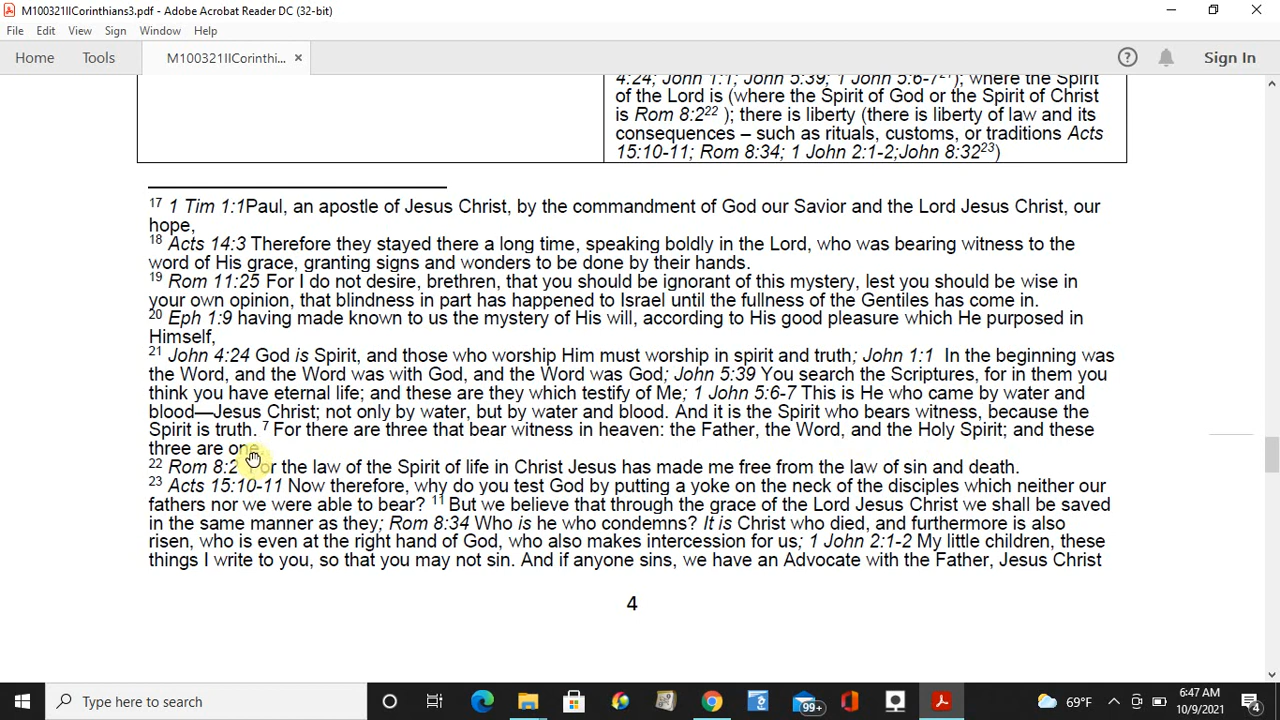 M100321IICorinthians3.pdf - Adobe Acrobat Reader DC (32-bit)
File Edit View Sign Window Help
Home Tools M100321IICorinthi... × Sign In
4:24; John 1:1; John 5:39; 1 John 5:6-7²¹); where the Spirit
of the Lord is (where the Spirit of God or the Spirit of Christ
is Rom 8:2²² ); there is liberty (there is liberty of law and its
consequences – such as rituals, customs, or traditions Acts
15:10-11; Rom 8:34; 1 John 2:1-2;John 8:32²³)
¹⁷ 1 Tim 1:1Paul, an apostle of Jesus Christ, by the commandment of God our Savior and the Lord Jesus Christ, our
hope,
¹⁸ Acts 14:3 Therefore they stayed there a long time, speaking boldly in the Lord, who was bearing witness to the
word of His grace, granting signs and wonders to be done by their hands.
¹⁹ Rom 11:25 For I do not desire, brethren, that you should be ignorant of this mystery, lest you should be wise in
your own opinion, that blindness in part has happened to Israel until the fullness of the Gentiles has come in.
²⁰ Eph 1:9 having made known to us the mystery of His will, according to His good pleasure which He purposed in
Himself,
²¹ John 4:24 God is Spirit, and those who worship Him must worship in spirit and truth; John 1:1 In the beginning was
the Word, and the Word was with God, and the Word was God; John 5:39 You search the Scriptures, for in them you
think you have eternal life; and these are they which testify of Me; 1 John 5:6-7 This is He who came by water and
blood—Jesus Christ; not only by water, but by water and blood. And it is the Spirit who bears witness, because the
Spirit is truth. ⁷ For there are three that bear witness in heaven: the Father, the Word, and the Holy Spirit; and these
three are one.
²² Rom 8:2 For the law of the Spirit of life in Christ Jesus has made me free from the law of sin and death.
²³ Acts 15:10-11 Now therefore, why do you test God by putting a yoke on the neck of the disciples which neither our
fathers nor we were able to bear? ¹¹ But we believe that through the grace of the Lord Jesus Christ we shall be saved
in the same manner as they; Rom 8:34 Who is he who condemns? It is Christ who died, and furthermore is also
risen, who is even at the right hand of God, who also makes intercession for us; 1 John 2:1-2 My little children, these
things I write to you, so that you may not sin. And if anyone sins, we have an Advocate with the Father, Jesus Christ
4
Type here to search 99+ 69°F 6:47 AM
10/9/2021 4